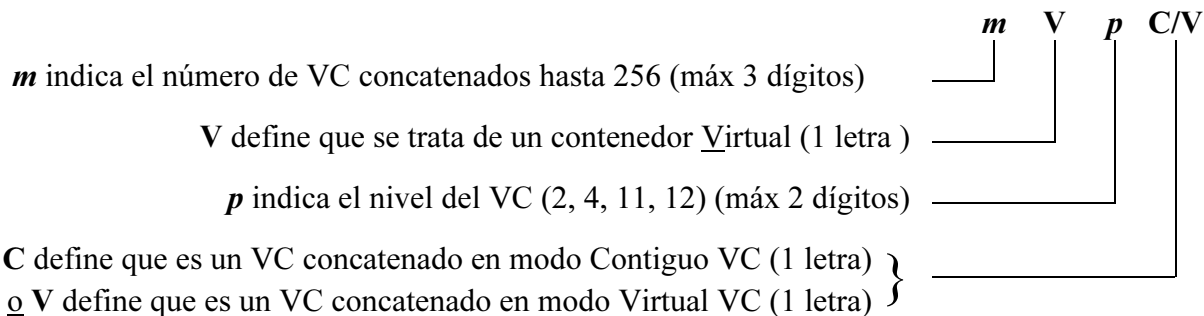 m V p C/V
m indica el número de VC concatenados hasta 256 (máx 3 dígitos)
V define que se trata de un contenedor Virtual (1 letra )
p indica el nivel del VC (2, 4, 11, 12) (máx 2 dígitos)
C define que es un VC concatenado en modo Contiguo VC (1 letra)
o V define que es un VC concatenado en modo Virtual VC (1 letra)